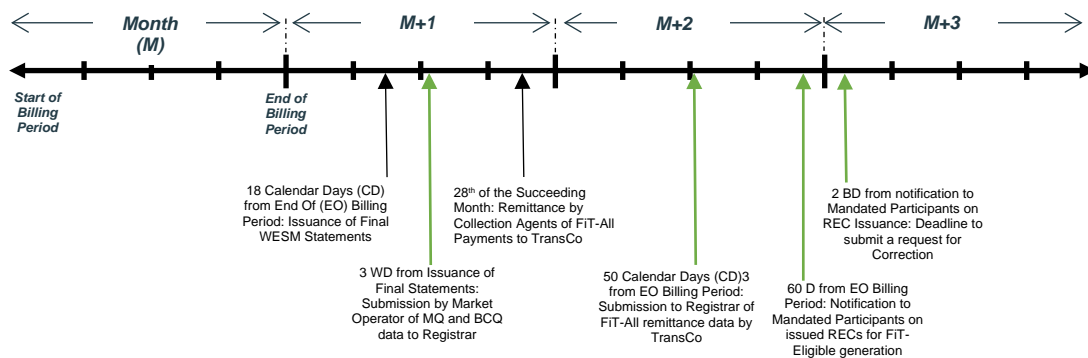 Month
(M)
M+1
M+2
M+3
Start of
Billing
Period
End of
Billing
Period
18 Calendar Days (CD)
from End Of (EO) Billing
Period: Issuance of Final
WESM Statements
28th of the Succeeding
Month: Remittance by
Collection Agents of FiT-All
Payments to TransCo
2 BD from notification to
Mandated Participants on
REC Issuance: Deadline to
submit a request for
Correction
3 WD from Issuance of
Final Statements:
Submission by Market
Operator of MQ and BCQ
data to Registrar
50 Calendar Days (CD)3
from EO Billing Period:
Submission to Registrar of
FiT-All remittance data by
TransCo
60 D from EO Billing
Period: Notification to
Mandated Participants on
issued RECs for FiT-
Eligible generation